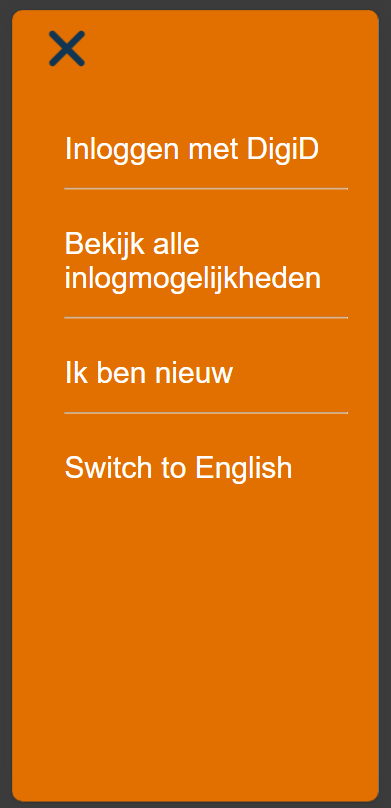 Inloggen met DigiD
Bekijk alle
inlogmogelijkheden
Ik ben nieuw
Switch to English